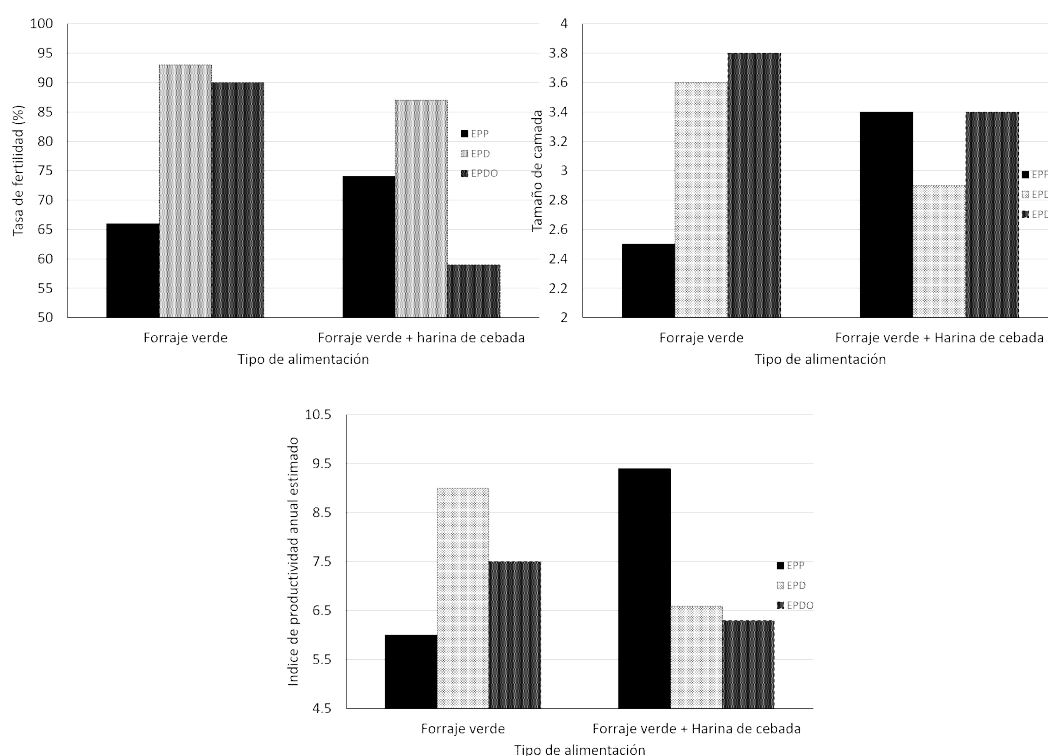 Tasa de fertilidad (%)
100
95
90
85
80
75
70
65
60
55
50
EPP
EPD
EPDO
Forraje verde
Forraje verde + harina de cebada
Tipo de alimentación
Tamaño de camada
4
3.8
3.6
3.4
3.2
3
2.8
2.6
2.4
2.2
2
EPP
EPD
EPD
Forraje verde
Forraje verde + Harina de cebada
Tipo de alimentación
Indice de productividad anual estimado
10.5
9.5
8.5
7.5
6.5
5.5
4.5
EPP
EPD
EPDO
Forraje verde
Forraje verde + Harina de cebada
Tipo de alimentación